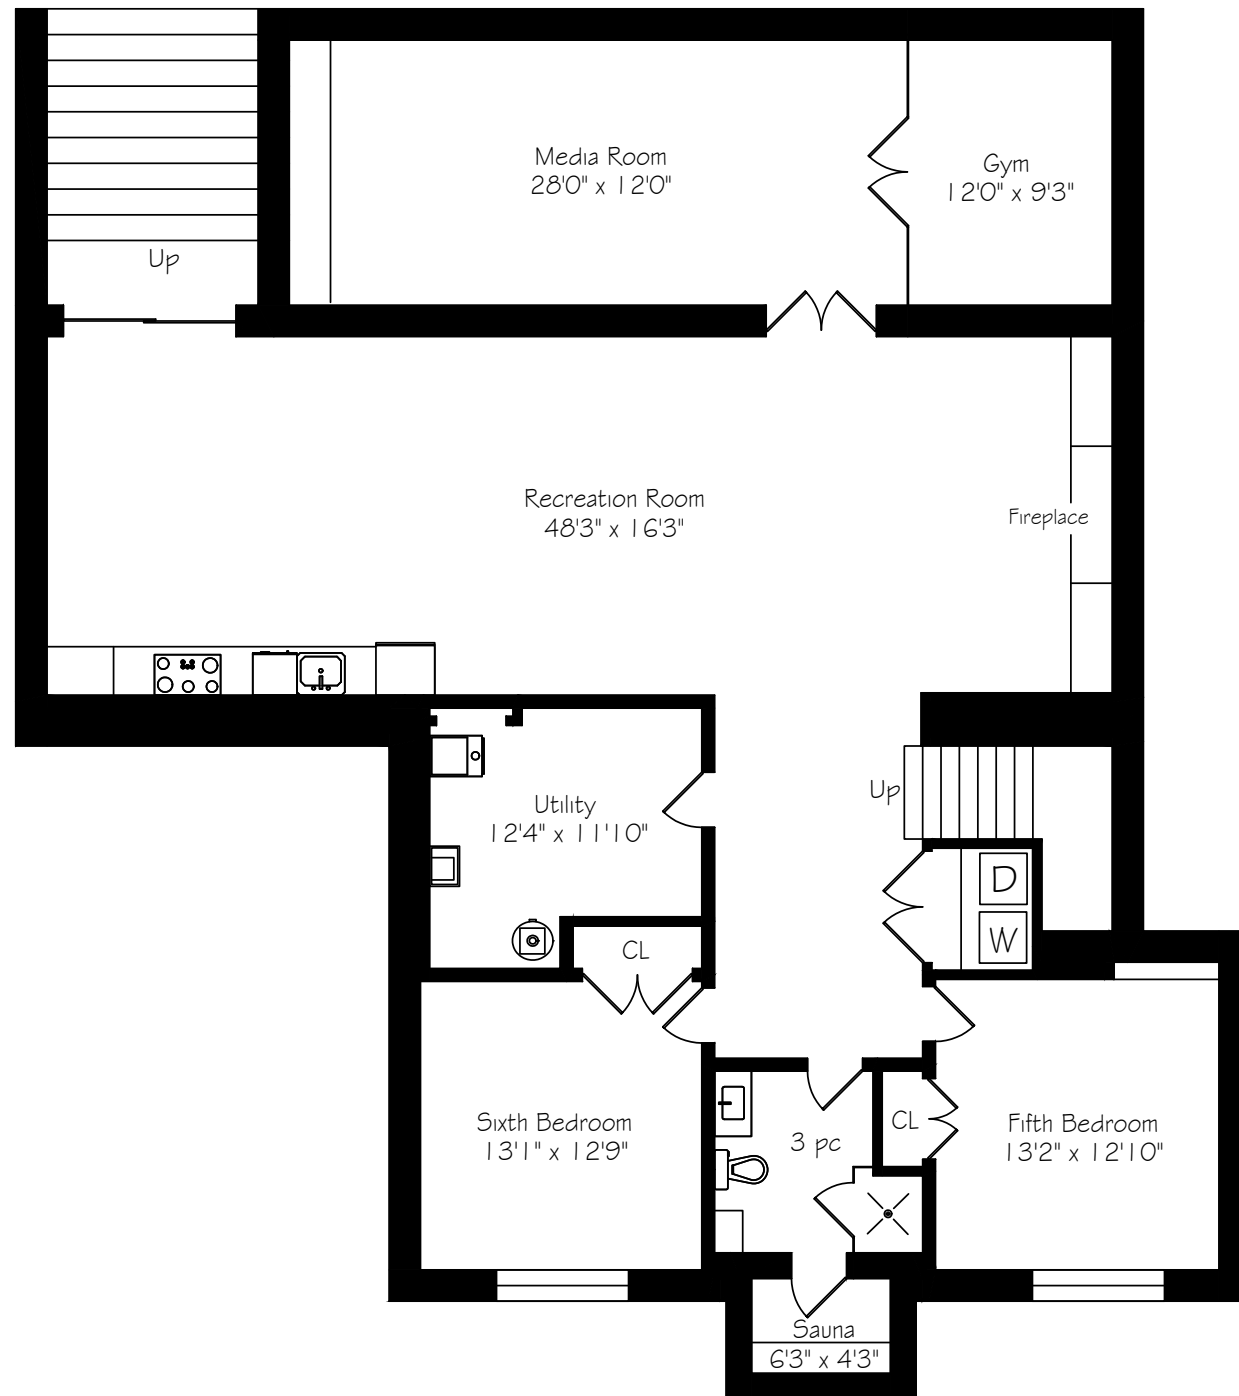 Media Room
28'0" x 12'0"
Gym
12'0" x 9'3"
Up
Recreation Room
48'3" x 16'3"
Fireplace
Utility
12'4" x 11'10"
Up
D
W
CL
Sixth Bedroom
13'1" x 12'9"
3 pc
CL
Fifth Bedroom
13'2" x 12'10"
Sauna
6'3" x 4'3"